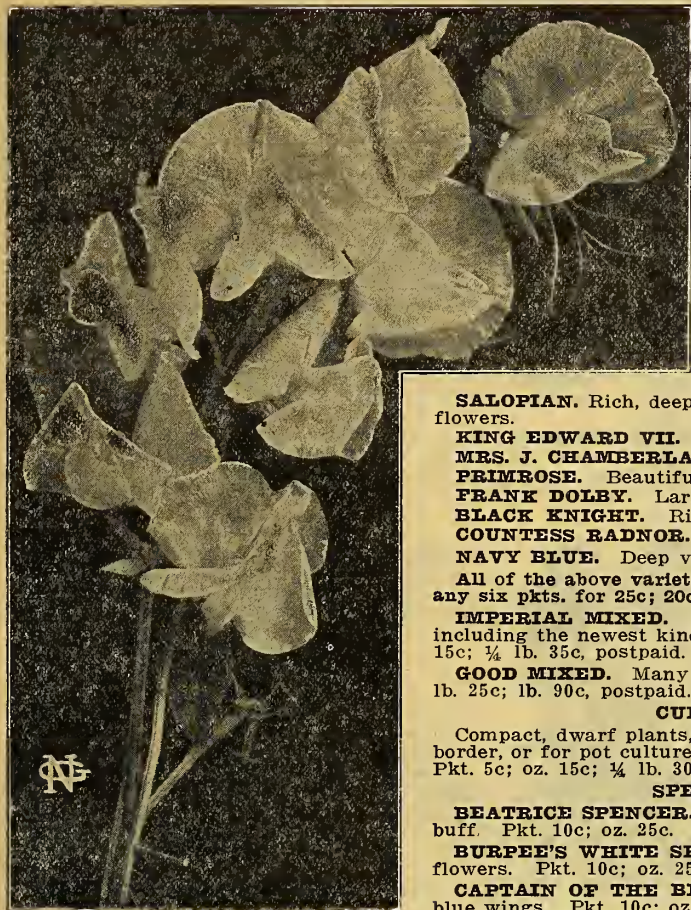 SALOPIAN. Rich, deep
flowers.
KING EDWARD VII.
MRS. J. CHAMBERLA
PRIMROSE. Beautifu
FRANK DOLBY. Lar
BLACK KNIGHT. Ri
COUNTESS RADNOR.
NAVY BLUE. Deep v
All of the above variet
any six pkts. for 25c; 20c
IMPERIAL MIXED.
including the newest kind
15c; ¼ lb. 35c, postpaid.
GOOD MIXED. Many
lb. 25c; lb. 90c, postpaid.
CU
Compact, dwarf plants,
border, or for pot culture
Pkt. 5c; oz. 15c; ¼ lb. 30
SPE
BEATRICE SPENCER.
buff. Pkt. 10c; oz. 25c.
BURPEE'S WHITE SP
flowers. Pkt. 10c; oz. 25
CAPTAIN OF THE BL
blue wings. Pkt. 10c; oz